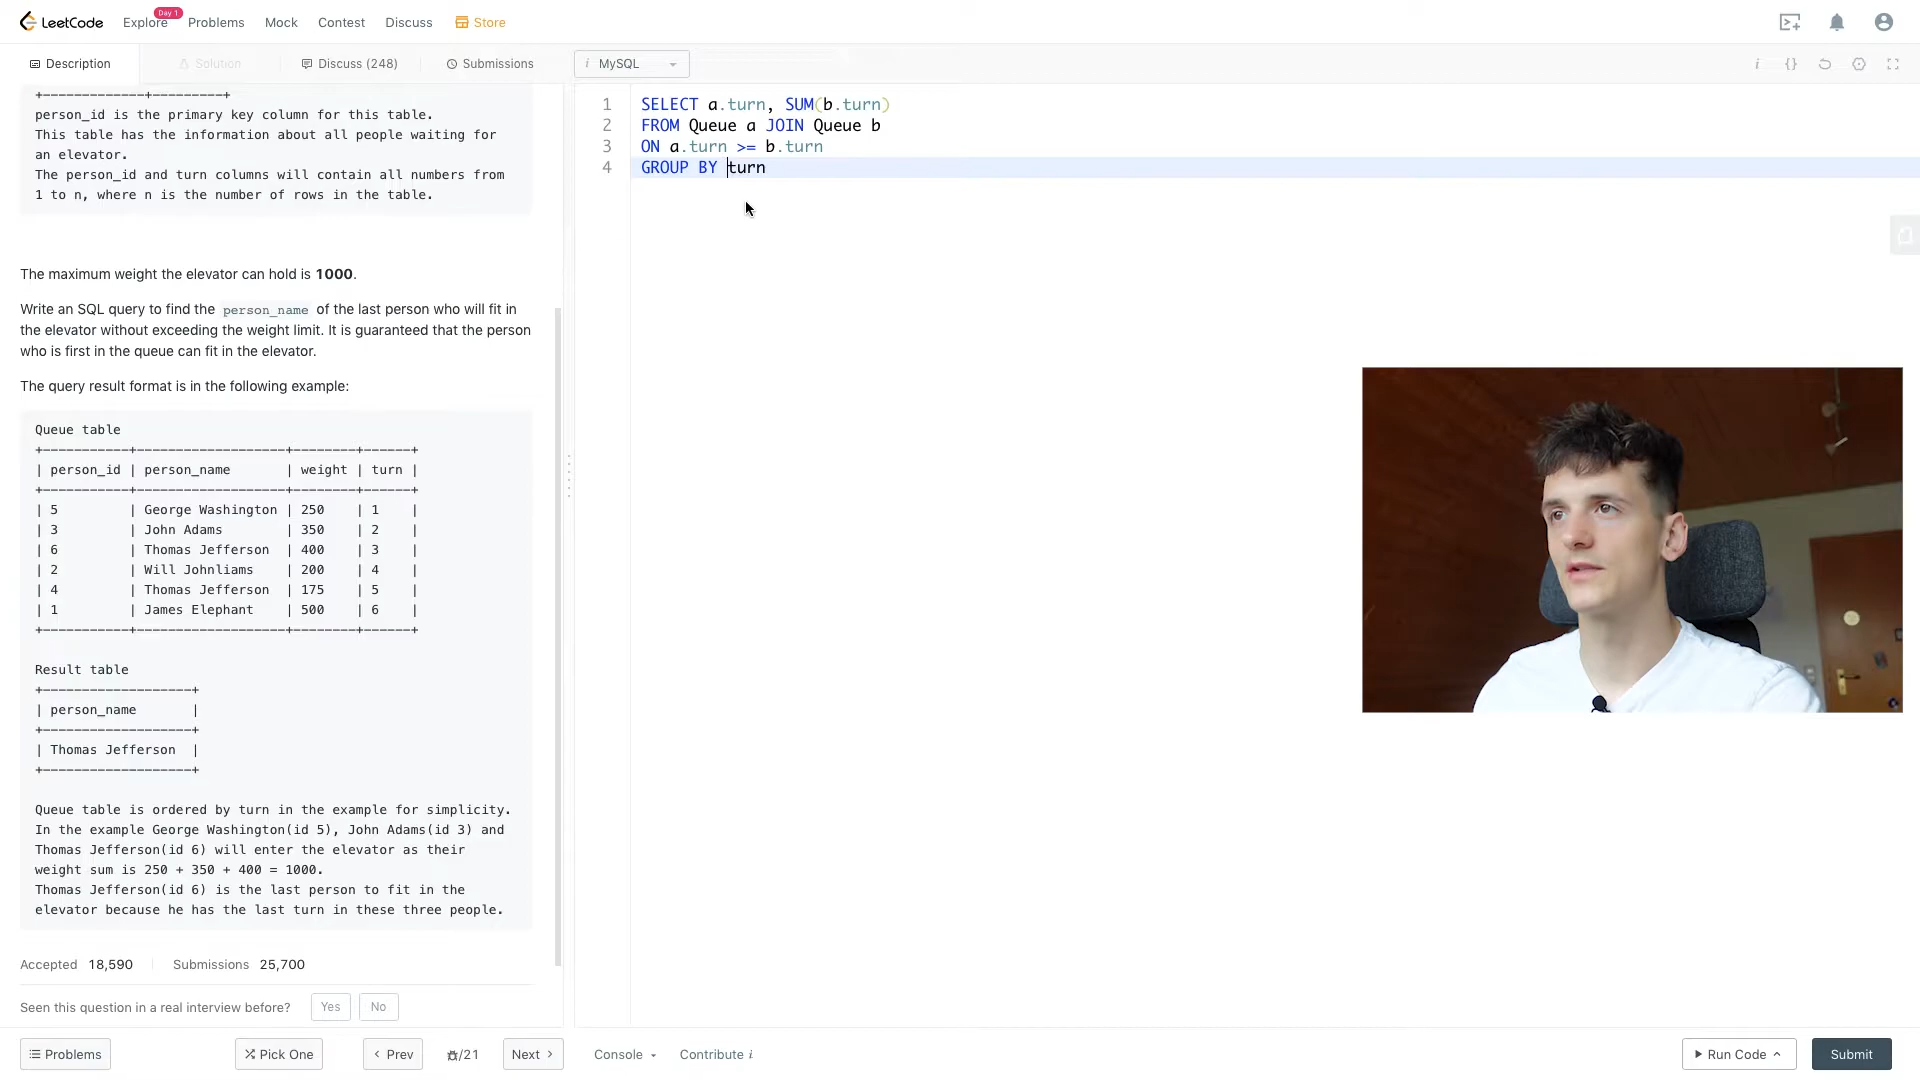 LeetCode
Explore
Day 1
Problems
Mock
Contest
Discuss
Store
Description
Solution
Discuss (248)
Submissions
i MySQL
+-------------+---------+
person_id is the primary key column for this table.
This table has the information about all people waiting for
an elevator.
The person_id and turn columns will contain all numbers from
1 to n, where n is the number of rows in the table.
The maximum weight the elevator can hold is 1000.
Write an SQL query to find the person_name of the last person who will fit in
the elevator without exceeding the weight limit. It is guaranteed that the person
who is first in the queue can fit in the elevator.
The query result format is in the following example:
Queue table
+-----------+-------------------+--------+------+
| person_id | person_name       | weight | turn |
+-----------+-------------------+--------+------+
| 5         | George Washington | 250    | 1    |
| 3         | John Adams        | 350    | 2    |
| 6         | Thomas Jefferson  | 400    | 3    |
| 2         | Will Johnliams    | 200    | 4    |
| 4         | Thomas Jefferson  | 175    | 5    |
| 1         | James Elephant    | 500    | 6    |
+-----------+-------------------+--------+------+
Result table
+-------------------+
| person_name       |
+-------------------+
| Thomas Jefferson  |
+-------------------+
Queue table is ordered by turn in the example for simplicity.
In the example George Washington(id 5), John Adams(id 3) and
Thomas Jefferson(id 6) will enter the elevator as their
weight sum is 250 + 350 + 400 = 1000.
Thomas Jefferson(id 6) is the last person to fit in the
elevator because he has the last turn in these three people.
Accepted 18,590
Submissions 25,700
Seen this question in a real interview before?
Yes
No
1 SELECT a.turn, SUM(b.turn)
2 FROM Queue a JOIN Queue b
3 ON a.turn >= b.turn
4 GROUP BY turn
i
{}
Problems
Pick One
Prev
/21
Next
Console
Contribute i
Run Code
Submit